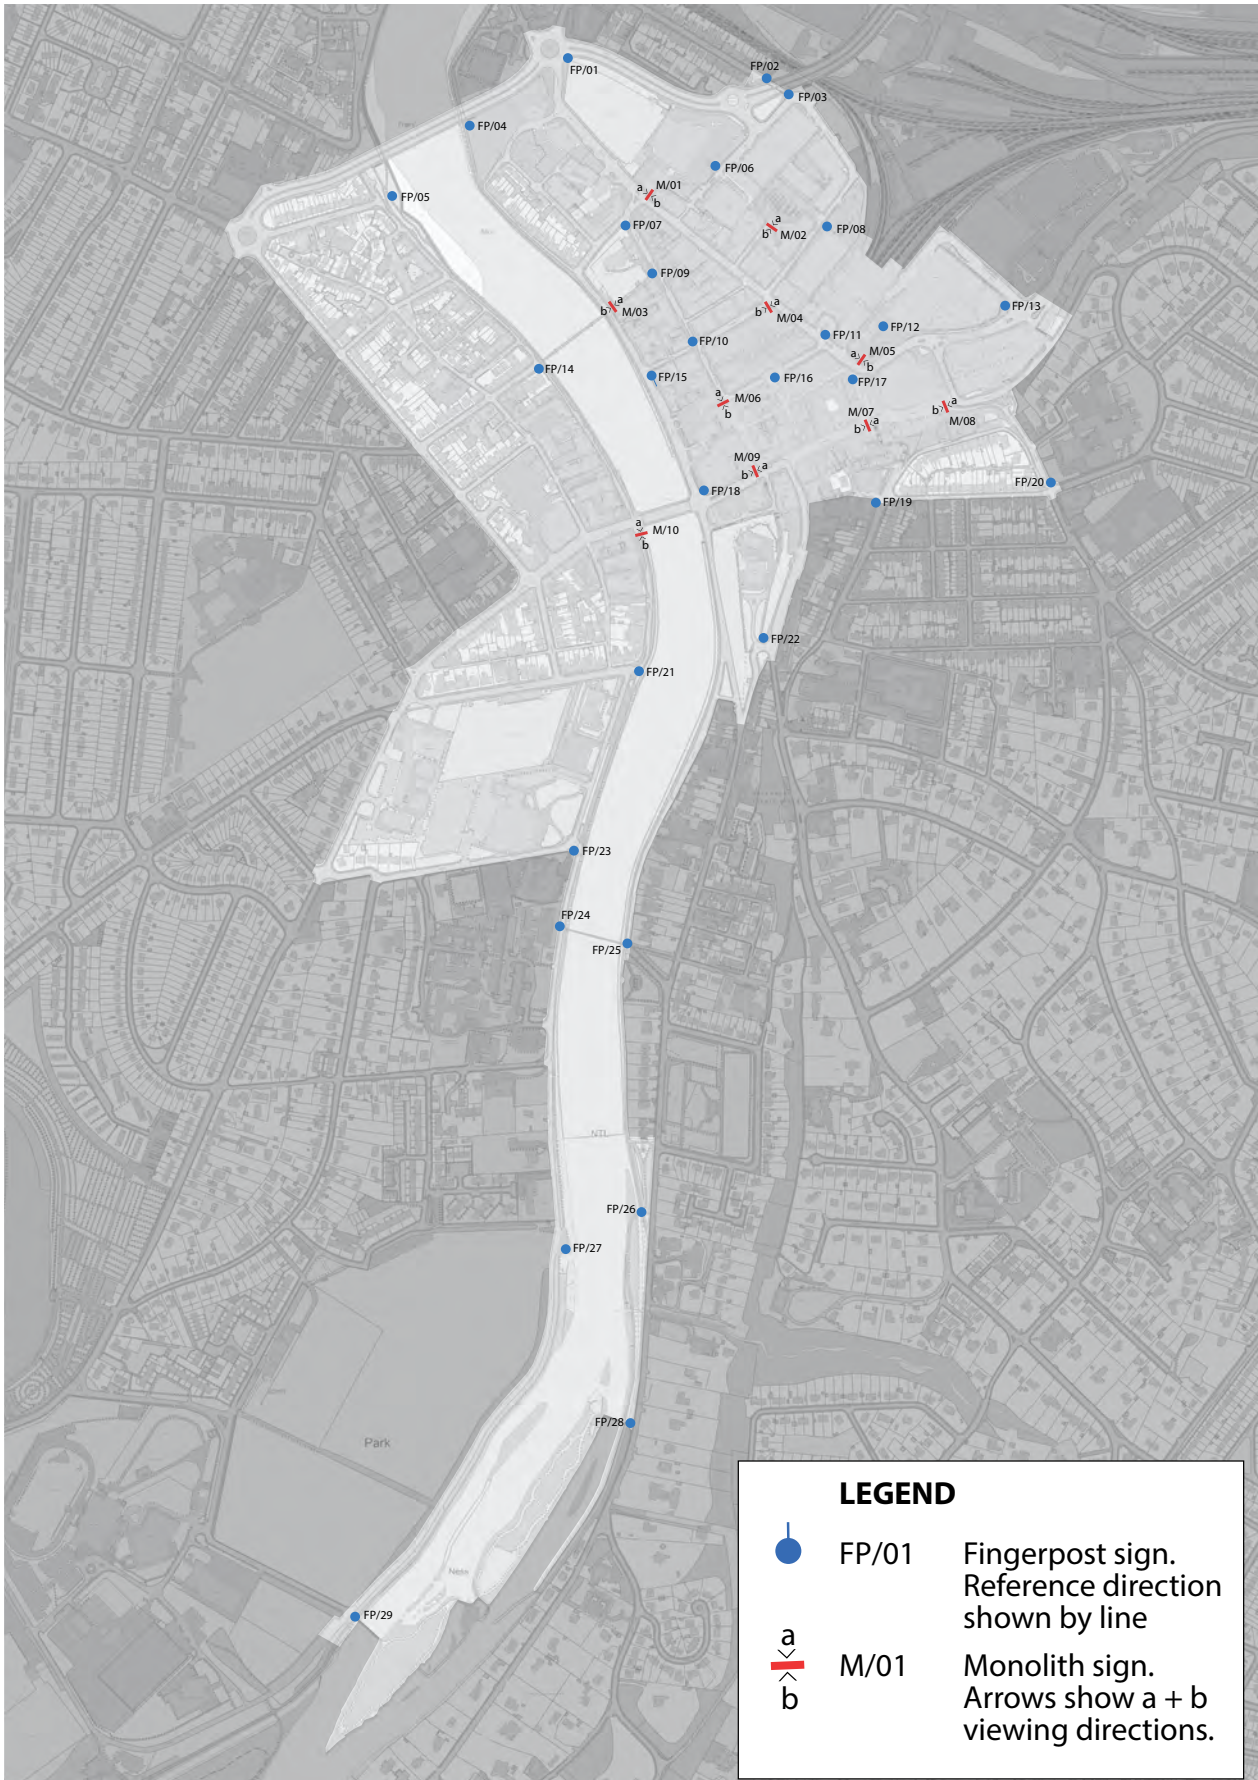 FP/01
FP/02
FP/03
FP/04
FP/06
a
M/01
b
FP/05
FP/07
a
b
M/02
FP/08
FP/09
a
b
M/03
a
b
M/04
FP/13
FP/12
FP/11
FP/10
a
M/05
b
FP/14
FP/15
FP/16
FP/17
a
M/06
b
M/07
a
b
a
b
M/08
M/09
a
b
FP/18
FP/20
FP/19
a
M/10
b
FP/22
FP/21
FP/23
FP/24
FP/25
NTL
FP/26
FP/27
FP/28
Park
Ness
FP/29
LEGEND
FP/01 Fingerpost sign.
Reference direction
shown by line
a
M/01 Monolith sign.
Arrows show a + b
b
viewing directions.